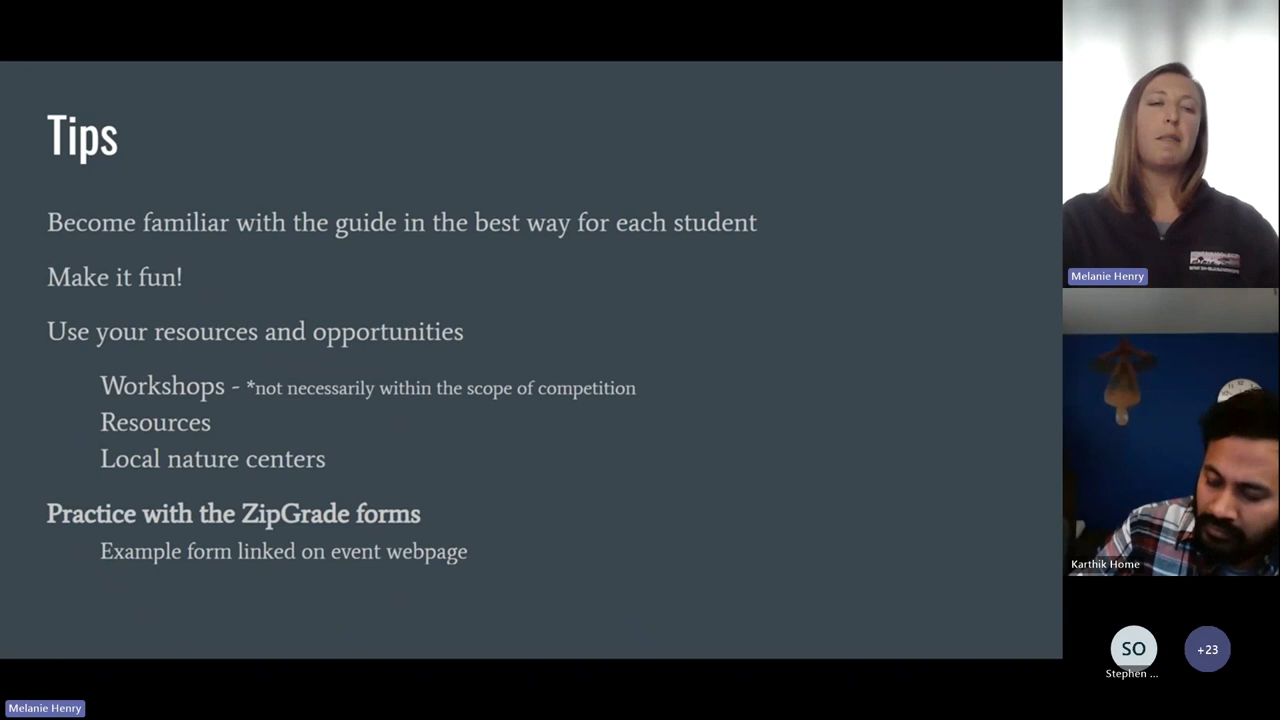 Tips
Become familiar with the guide in the best way for each student
Make it fun!
Use your resources and opportunities
Workshops - *not necessarily within the scope of competition
Resources
Local nature centers
Practice with the ZipGrade forms
Example form linked on event webpage
Melanie Henry
Karthik Home
SO
Stephen ...
+23
Melanie Henry